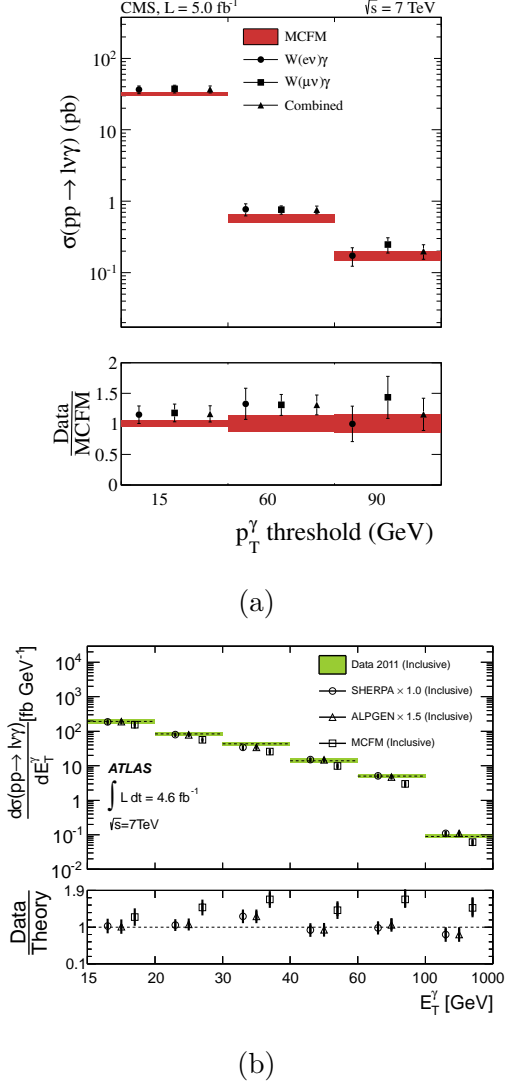 CMS, L = 5.0 fb⁻¹ √s = 7 TeV
MCFM
W(eν)γ
W(μν)γ
Combined
σ(pp → lνγ) (pb)
10²
10
1
10⁻¹
Data
MCFM
2
1.5
1
0.5
0
15 60 90
p_T^γ threshold (GeV)
(a)
dσ(pp→ lνγ)
dE_T^γ
[fb GeV⁻¹]
10⁴
10³
10²
10
1
10⁻¹
10⁻²
Data 2011 (Inclusive)
SHERPA × 1.0 (Inclusive)
ALPGEN × 1.5 (Inclusive)
MCFM (Inclusive)
ATLAS
∫ L dt = 4.6 fb⁻¹
√s=7TeV
Data
Theory
1.9
1
0.1
15 20 30 40 60 100 1000
E_T^γ [GeV]
(b)